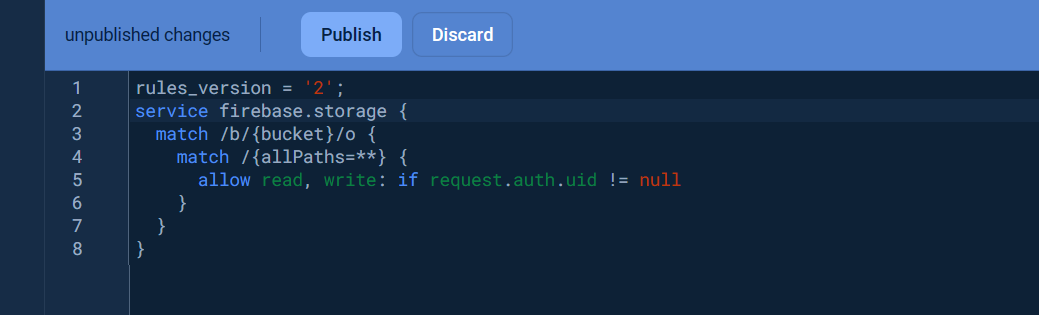 unpublished changes Publish Discard
1 rules_version = '2';
2 service firebase.storage {
3 match /b/{bucket}/o {
4 match /{allPaths=**} {
5 allow read, write: if request.auth.uid != null
6 }
7 }
8 }